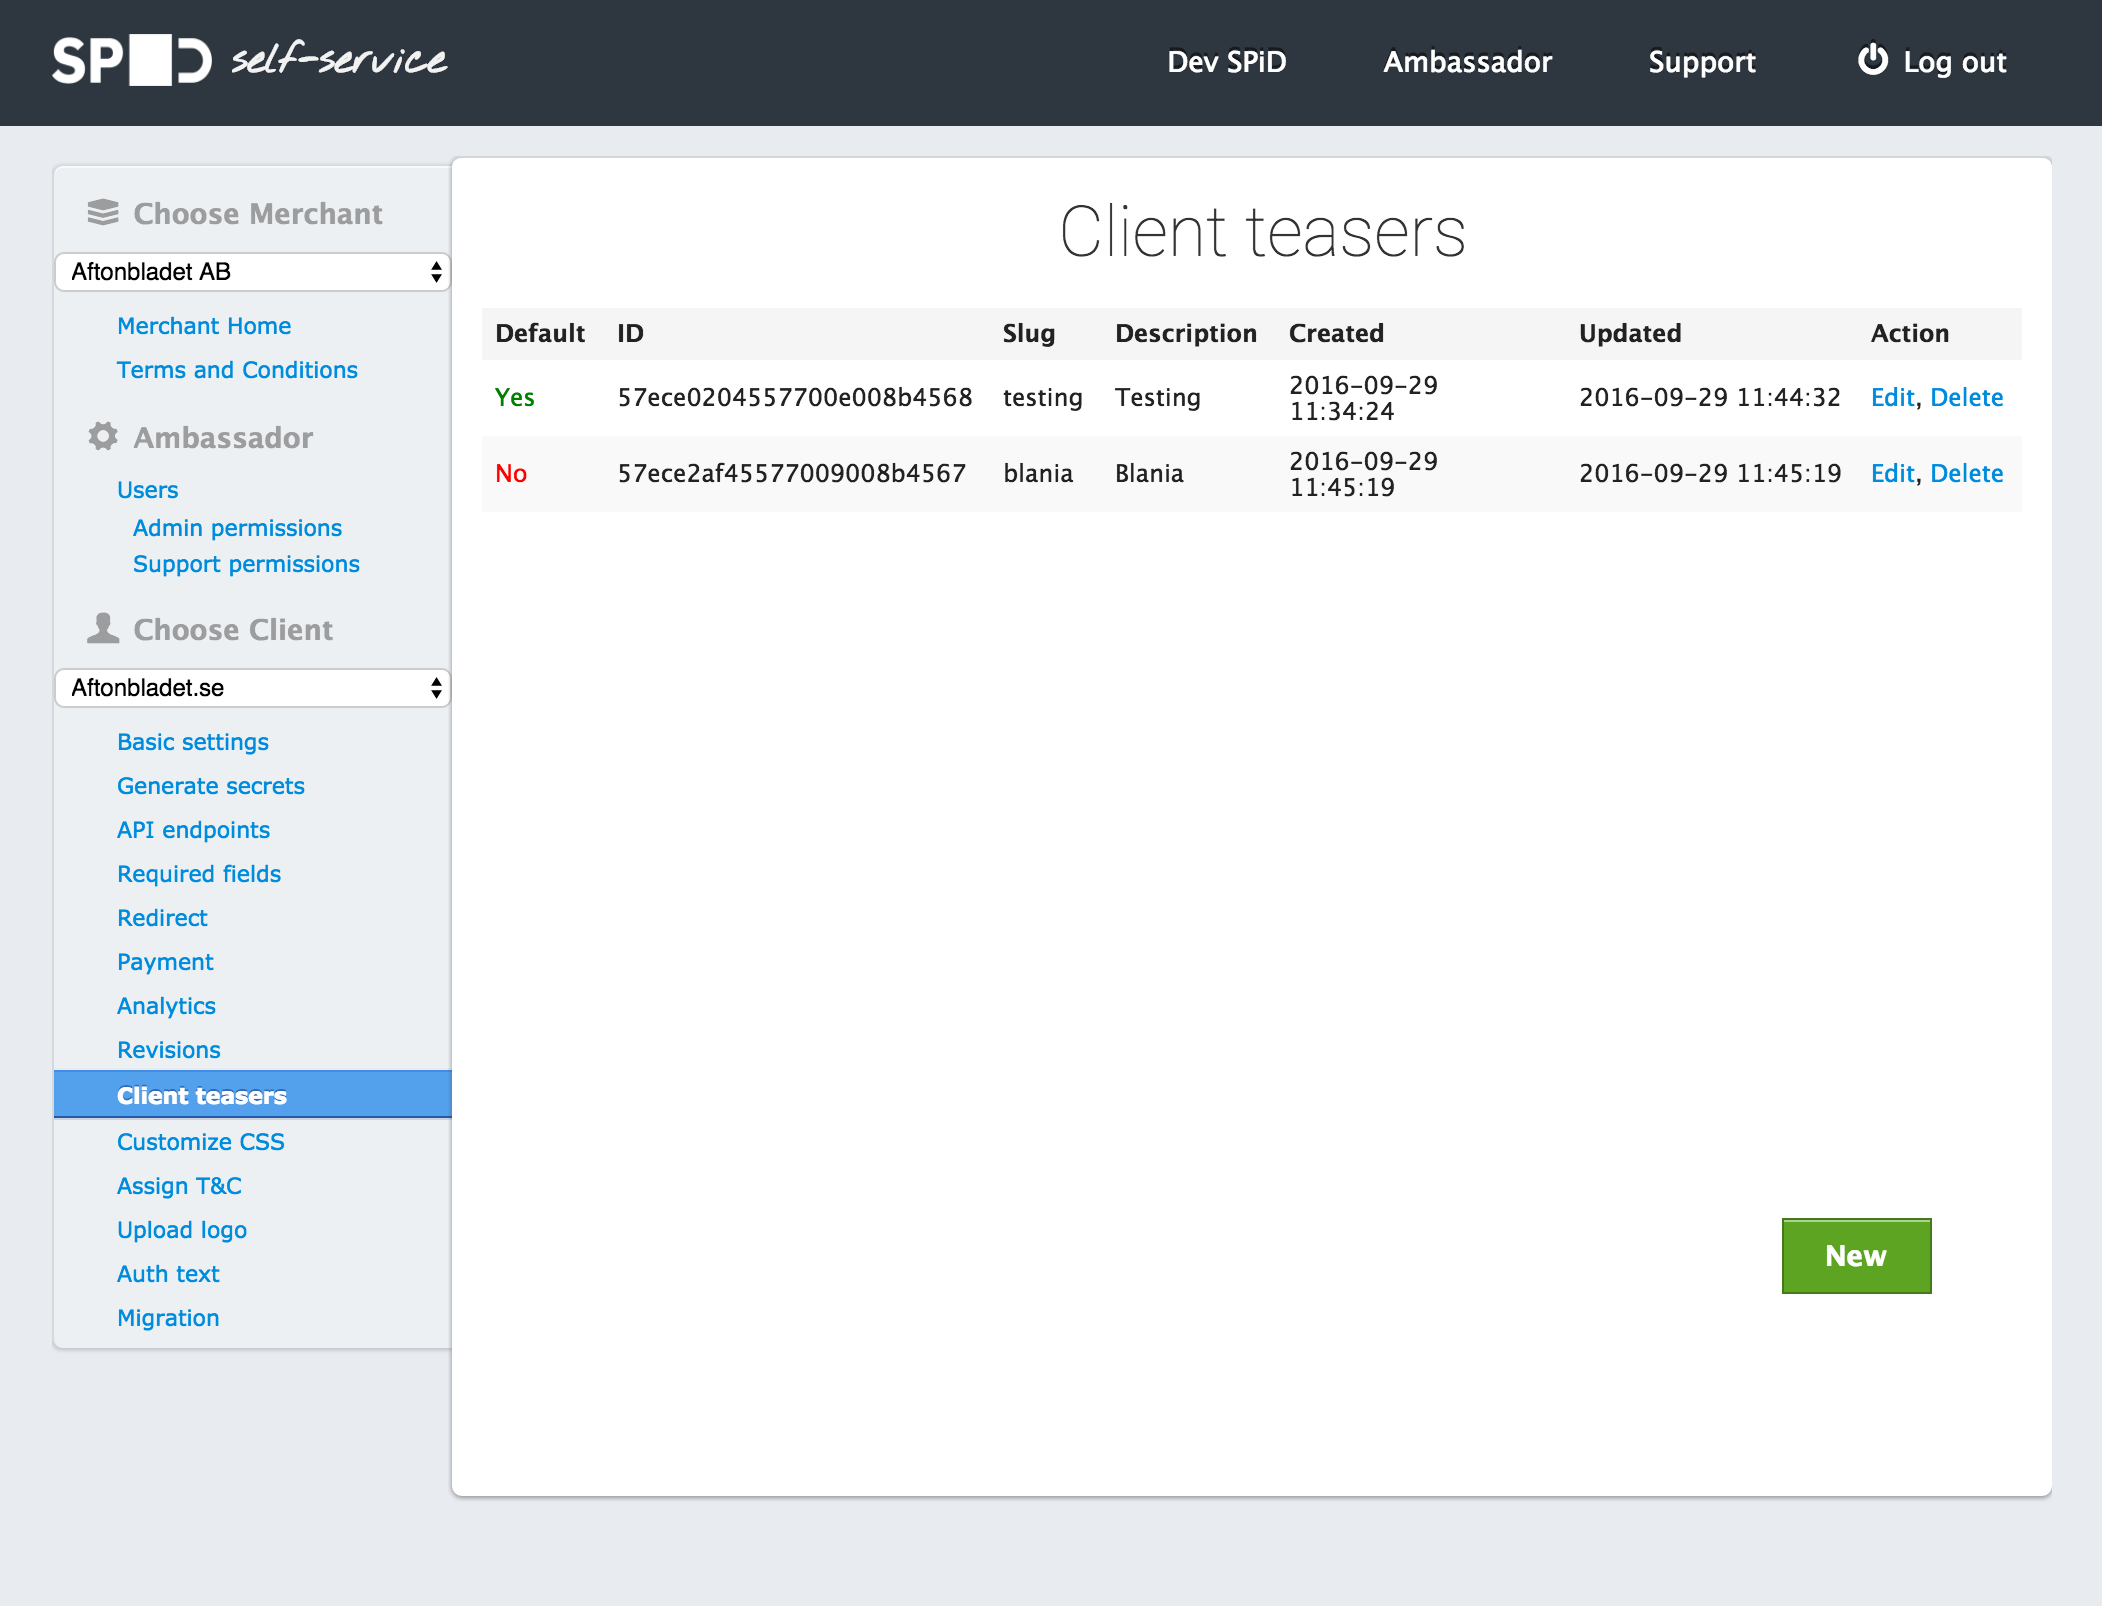 SPiD self-service
Dev SPiD Ambassador Support Log out
Choose Merchant
Aftonbladet AB
Merchant Home
Terms and Conditions
Ambassador
Users
Admin permissions
Support permissions
Choose Client
Aftonbladet.se
Basic settings
Generate secrets
API endpoints
Required fields
Redirect
Payment
Analytics
Revisions
Client teasers
Customize CSS
Assign T&C
Upload logo
Auth text
Migration
Client teasers
Default ID Slug Description Created Updated Action
Yes 57ece0204557700e008b4568 testing Testing 2016-09-29 11:34:24 2016-09-29 11:44:32 Edit, Delete
No 57ece2af45577009008b4567 blania Blania 2016-09-29 11:45:19 2016-09-29 11:45:19 Edit, Delete
New